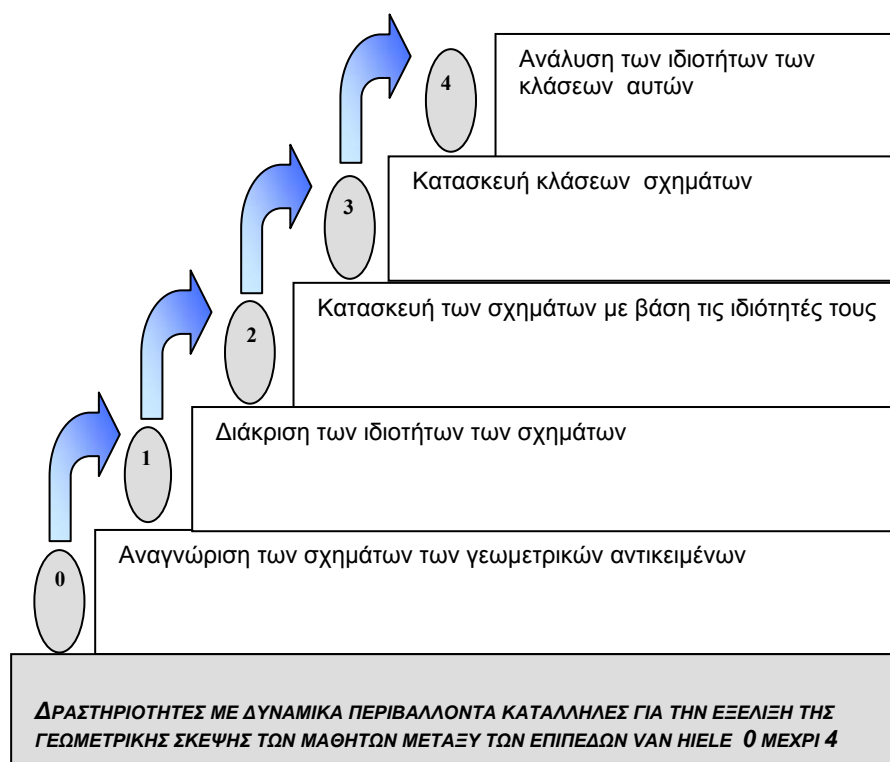 4
Ανάλυση των ιδιοτήτων των
κλάσεων αυτών
3
Κατασκευή κλάσεων σχημάτων
2
Κατασκευή των σχημάτων με βάση τις ιδιότητές τους
1
Διάκριση των ιδιοτήτων των σχημάτων
0
Αναγνώριση των σχημάτων των γεωμετρικών αντικειμένων
ΔΡΑΣΤΗΡΙΟΤΗΤΕΣ ΜΕ ΔΥΝΑΜΙΚΑ ΠΕΡΙΒΑΛΛΟΝΤΑ ΚΑΤΑΛΛΗΛΕΣ ΓΙΑ ΤΗΝ ΕΞΕΛΙΞΗ ΤΗΣ
ΓΕΩΜΕΤΡΙΚΗΣ ΣΚΕΨΗΣ ΤΩΝ ΜΑΘΗΤΩΝ ΜΕΤΑΞΥ ΤΩΝ ΕΠΙΠΕΔΩΝ VAN HIELE 0 ΜΕΧΡΙ 4